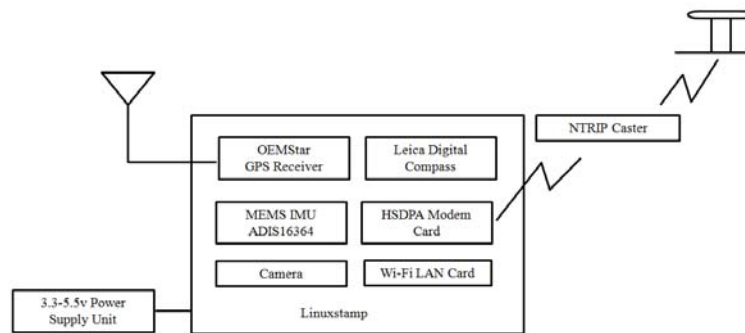 NTRIP Caster
OEMStar
GPS Receiver
Leica Digital
Compass
MEMS IMU
ADIS16364
HSDPA Modem
Card
Camera
Wi-Fi LAN Card
3.3-5.5v Power
Supply Unit
Linuxstamp